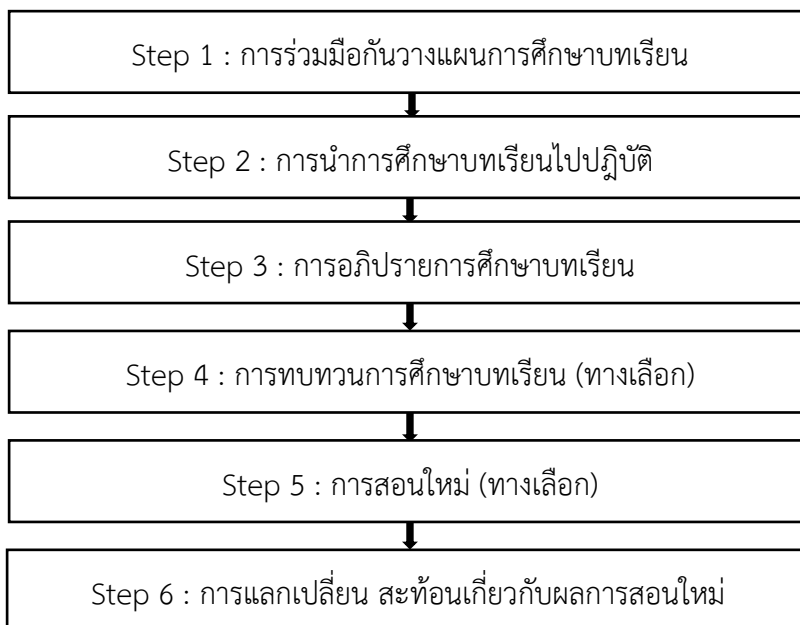 Step 1 : การร่วมมือกันวางแผนการศึกษาบทเรียน
Step 2 : การนำการศึกษาบทเรียนไปปฎิบัติ
Step 3 : การอภิปรายการศึกษาบทเรียน
Step 4 : การทบทวนการศึกษาบทเรียน (ทางเลือก)
Step 5 : การสอนใหม่ (ทางเลือก)
Step 6 : การแลกเปลี่ยน สะท้อนเกี่ยวกับผลการสอนใหม่